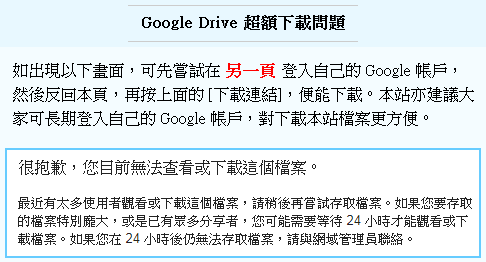 Google Drive 超額下載問題
如出現以下畫面，可先嘗試在 另一頁 登入自己的 Google 帳戶，
然後反回本頁，再按上面的 [下載連結]，便能下載。本站亦建議大
家可長期登入自己的 Google 帳戶，對下載本站檔案更方便。
很抱歉，您目前無法查看或下載這個檔案。
最近有太多使用者觀看或下載這個檔案，請稍後再嘗試存取檔案。如果您要存取
的檔案特別龐大，或是已有眾多分享者，您可能需要等待 24 小時才能觀看或下
載檔案。如果您在 24 小時後仍無法存取檔案，請與網域管理員聯絡。